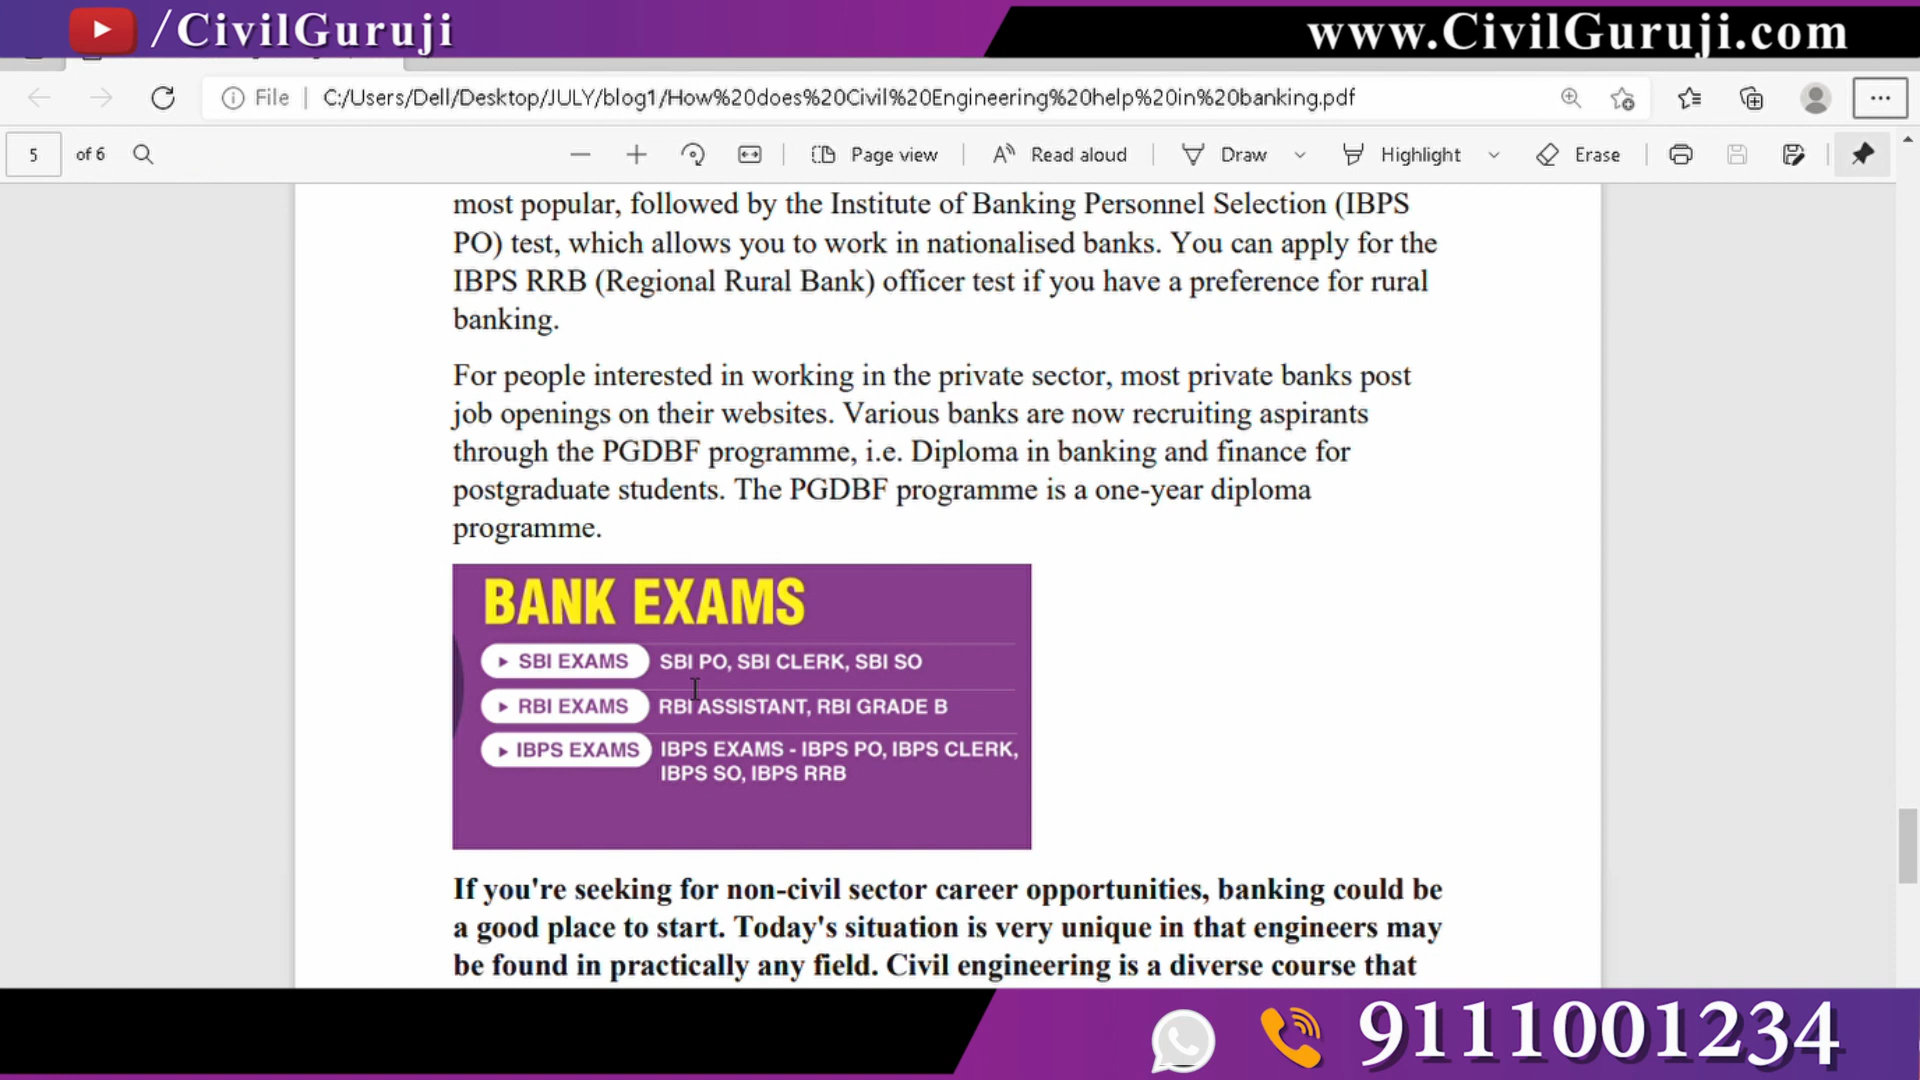 /CivilGuruji
www.CivilGuruji.com
File
C:/Users/Dell/Desktop/JULY/blog1/How%20does%20Civil%20Engineering%20help%20in%20banking.pdf
5 of 6
Page view
Read aloud
Draw
Highlight
Erase
most popular, followed by the Institute of Banking Personnel Selection (IBPS
PO) test, which allows you to work in nationalised banks. You can apply for the
IBPS RRB (Regional Rural Bank) officer test if you have a preference for rural
banking.
For people interested in working in the private sector, most private banks post
job openings on their websites. Various banks are now recruiting aspirants
through the PGDBF programme, i.e. Diploma in banking and finance for
postgraduate students. The PGDBF programme is a one-year diploma
programme.
BANK EXAMS
SBI EXAMS SBI PO, SBI CLERK, SBI SO
RBI EXAMS RBI ASSISTANT, RBI GRADE B
IBPS EXAMS IBPS EXAMS - IBPS PO, IBPS CLERK,
IBPS SO, IBPS RRB
If you're seeking for non-civil sector career opportunities, banking could be
a good place to start. Today's situation is very unique in that engineers may
be found in practically any field. Civil engineering is a diverse course that
9111001234